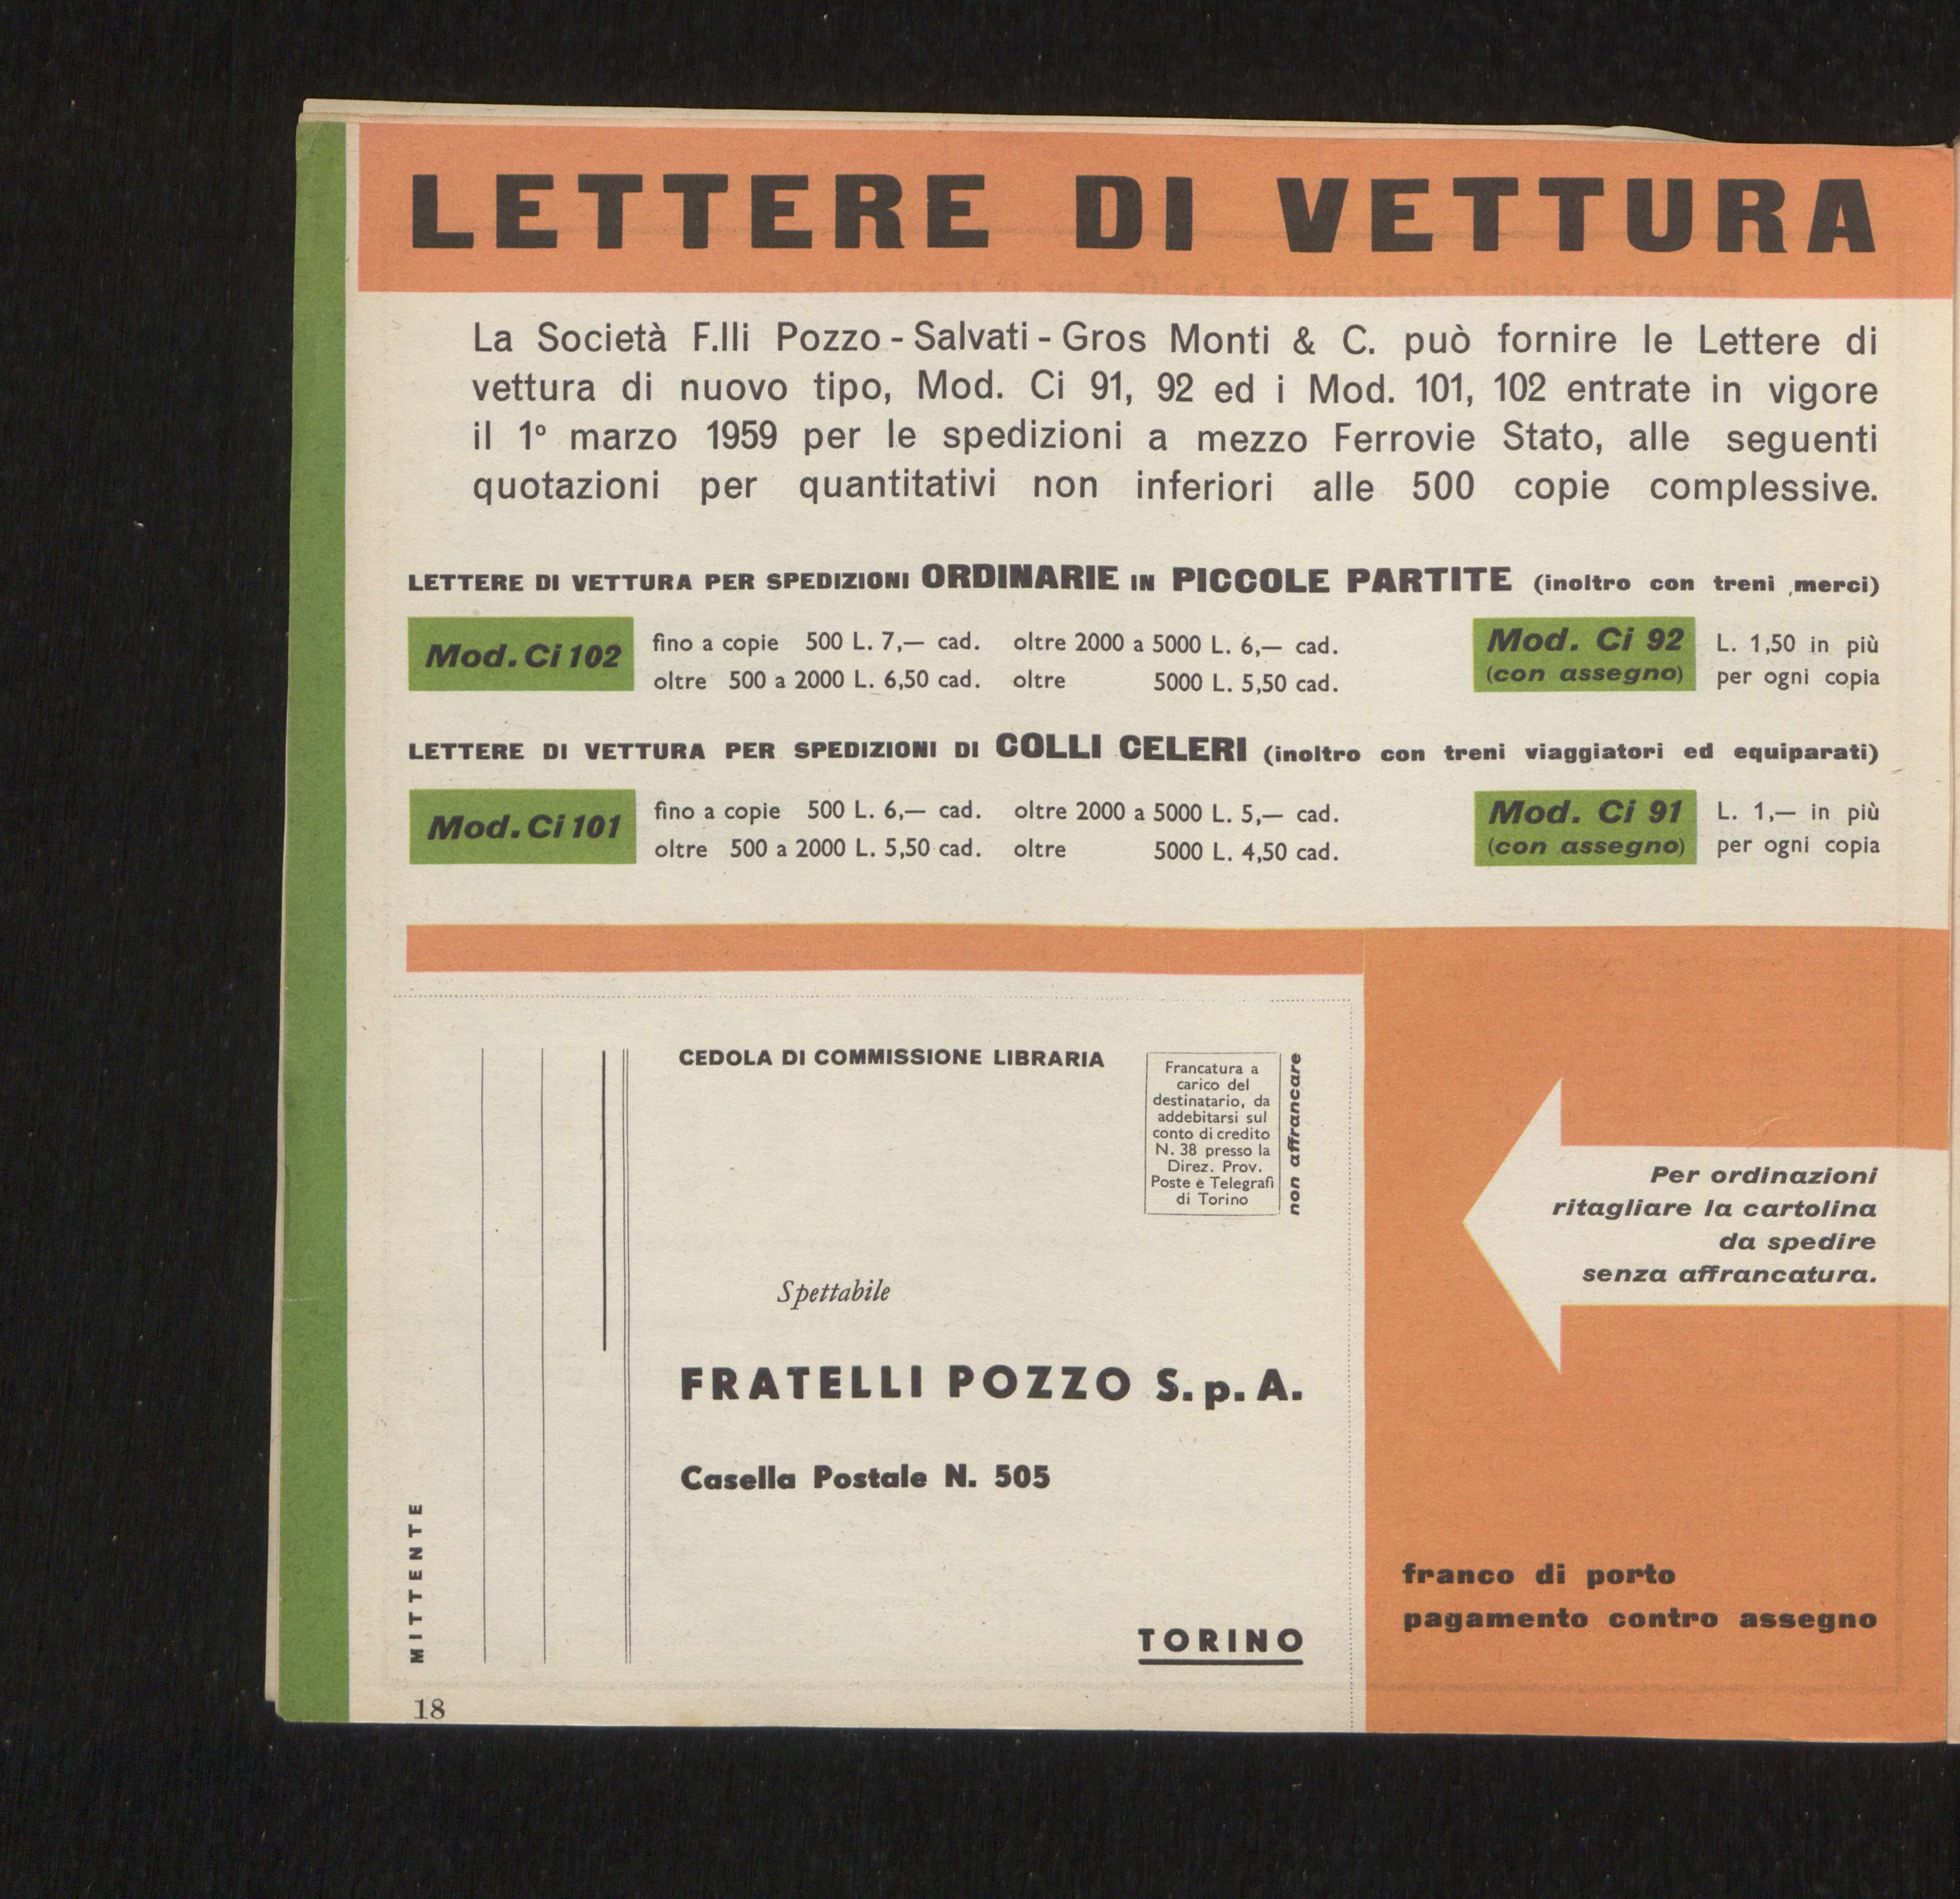 LETTERE DI VETTURA
La Società F.lli Pozzo - Salvati - Gros Monti & C. può fornire le Lettere di
vettura di nuovo tipo, Mod. Ci 91, 92 ed i Mod. 101, 102 entrate in vigore
il 1º marzo 1959 per le spedizioni a mezzo Ferrovie Stato, alle seguenti
quotazioni per quantitativi non inferiori alle 500 copie complessive.
LETTERE DI VETTURA PER SPEDIZIONI ORDINARIE IN PICCOLE PARTITE (inoltro con treni merci)
Mod. Ci 102
fino a copie 500 L. 7,— cad. oltre 2000 a 5000 L. 6,— cad.
oltre 500 a 2000 L. 6,50 cad. oltre 5000 L. 5,50 cad.
Mod. Ci 92
(con assegno)
L. 1,50 in più
per ogni copia
LETTERE DI VETTURA PER SPEDIZIONI DI COLLI CELERI (inoltro con treni viaggiatori ed equiparati)
Mod. Ci 101
fino a copie 500 L. 6,— cad. oltre 2000 a 5000 L. 5,— cad.
oltre 500 a 2000 L. 5,50 cad. oltre 5000 L. 4,50 cad.
Mod. Ci 91
(con assegno)
L. 1,— in più
per ogni copia
MITTENTE
CEDOLA DI COMMISSIONE LIBRARIA
Francatura a
carico del
destinatario, da
addebitarsi sul
conto di credito
N. 38 presso la
Direz. Prov.
Poste e Telegrafi
di Torino
non affrancare
Spettabile
FRATELLI POZZO S.p.A.
Casella Postale N. 505
TORINO
Per ordinazioni
ritagliare la cartolina
da spedire
senza affrancatura.
franco di porto
pagamento contro assegno
18